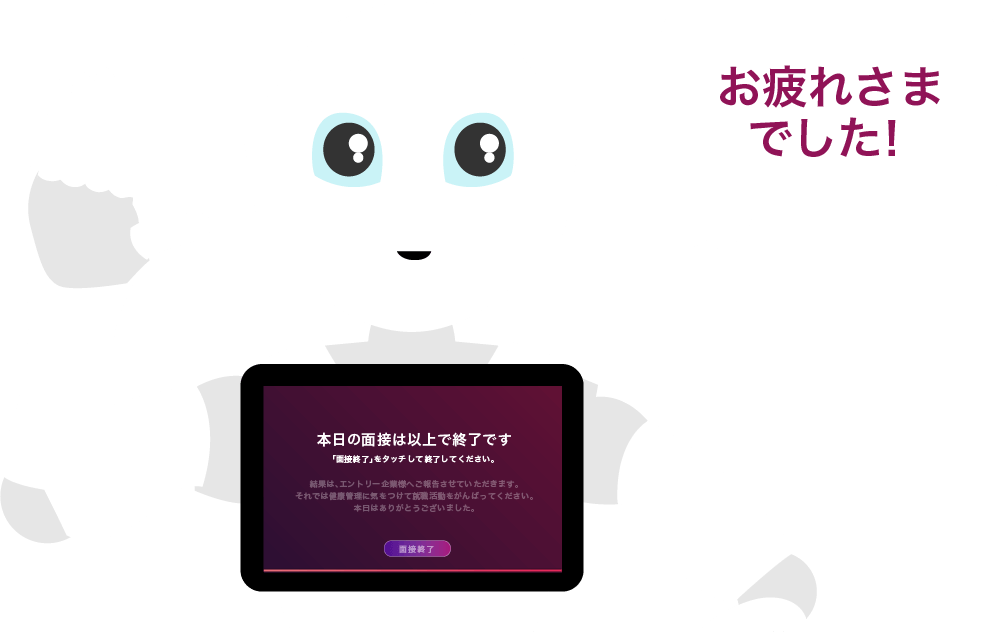 お疲れさま
でした!
本日の面接は以上で終了です
「面接終了」をタッチして終了してください。
結果は、エントリー企業様へご報告させていただきます。
それでは健康管理に気をつけて就職活動をがんばってください。
本日はありがとうございました。
面接終了